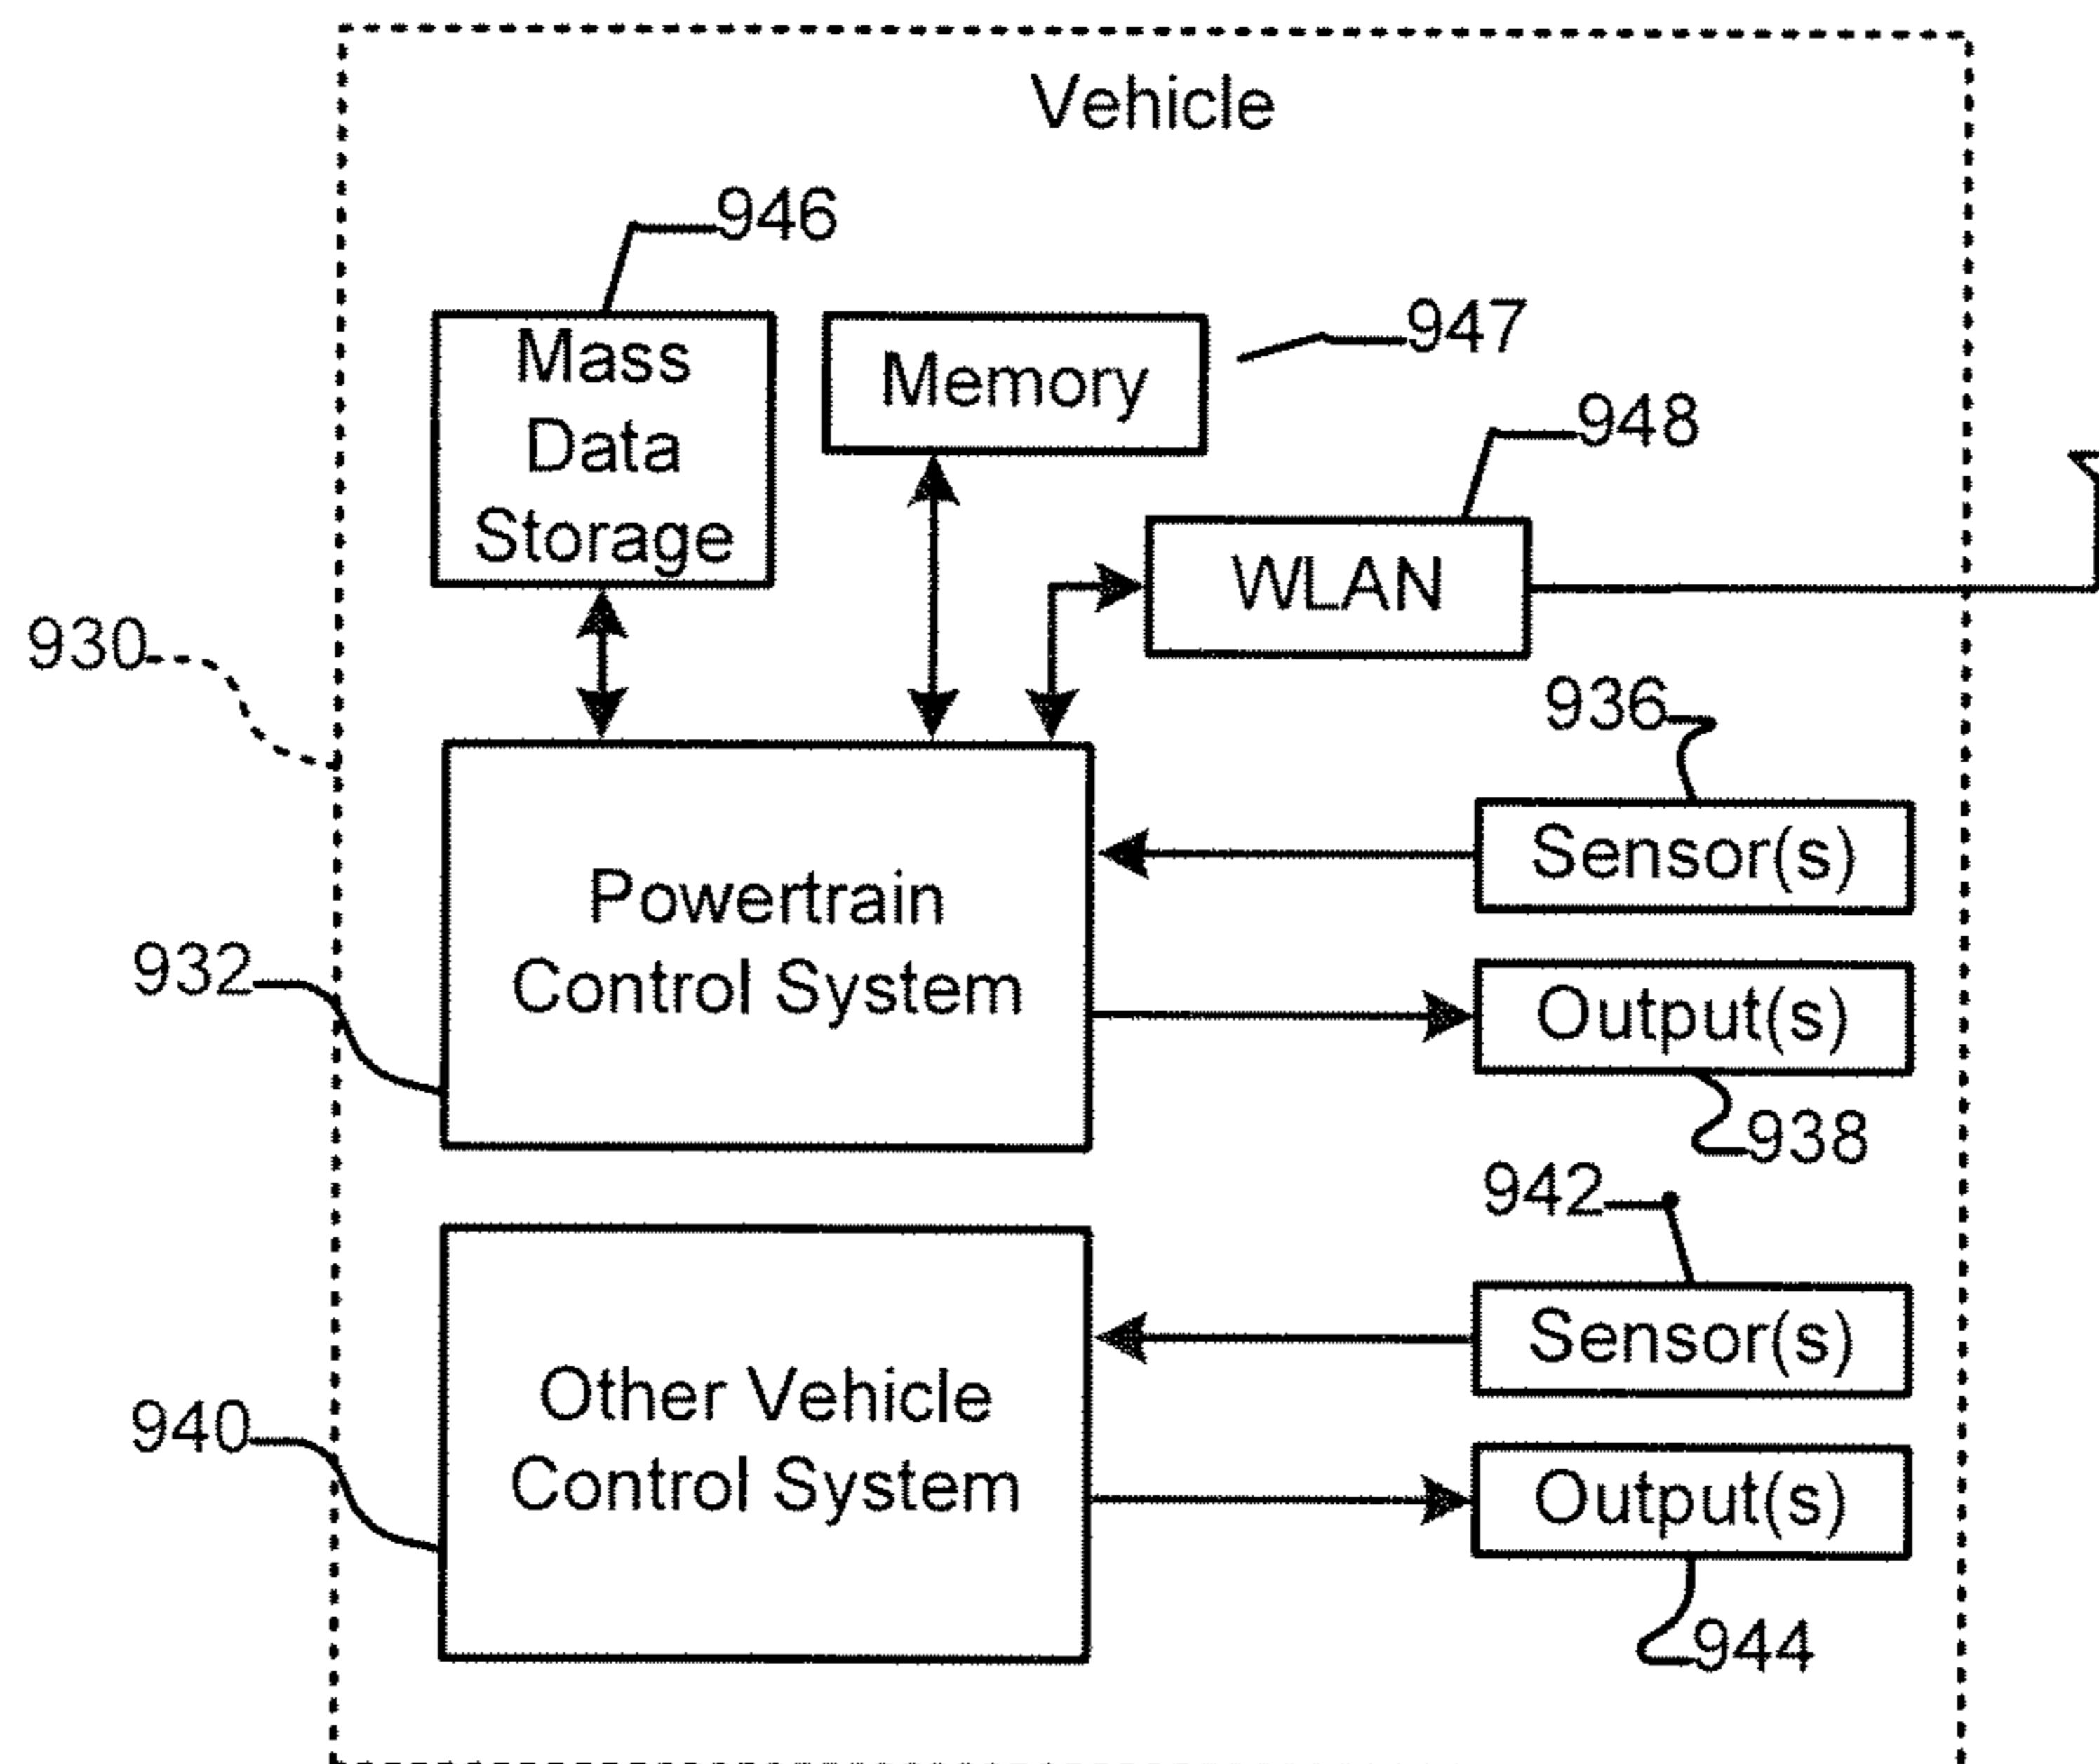 Vehicle
946
Mass
Data
Storage
947
Memory
948
WLAN
930
936
Sensor(s)
Powertrain
Control System
932
Output(s)
938
942
Sensor(s)
Other Vehicle
Control System
940
Output(s)
944